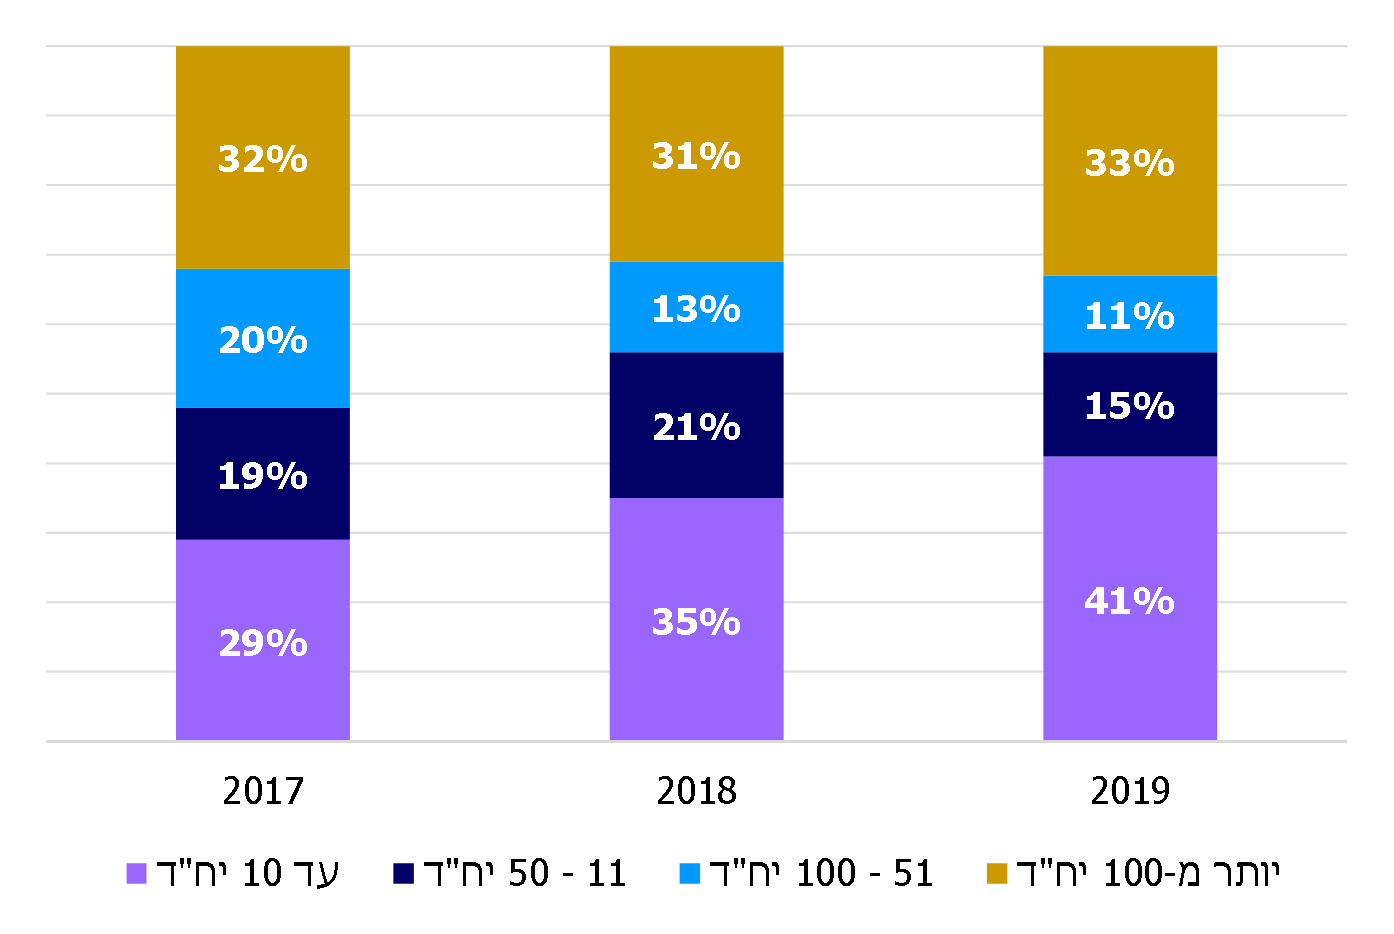 32% 31% 33%
20% 13% 11%
19% 21% 15%
29% 35% 41%
2017 2018 2019
עד 10 יח"ד
11 - 50 יח"ד
51 - 100 יח"ד
יותר מ-100 יח"ד